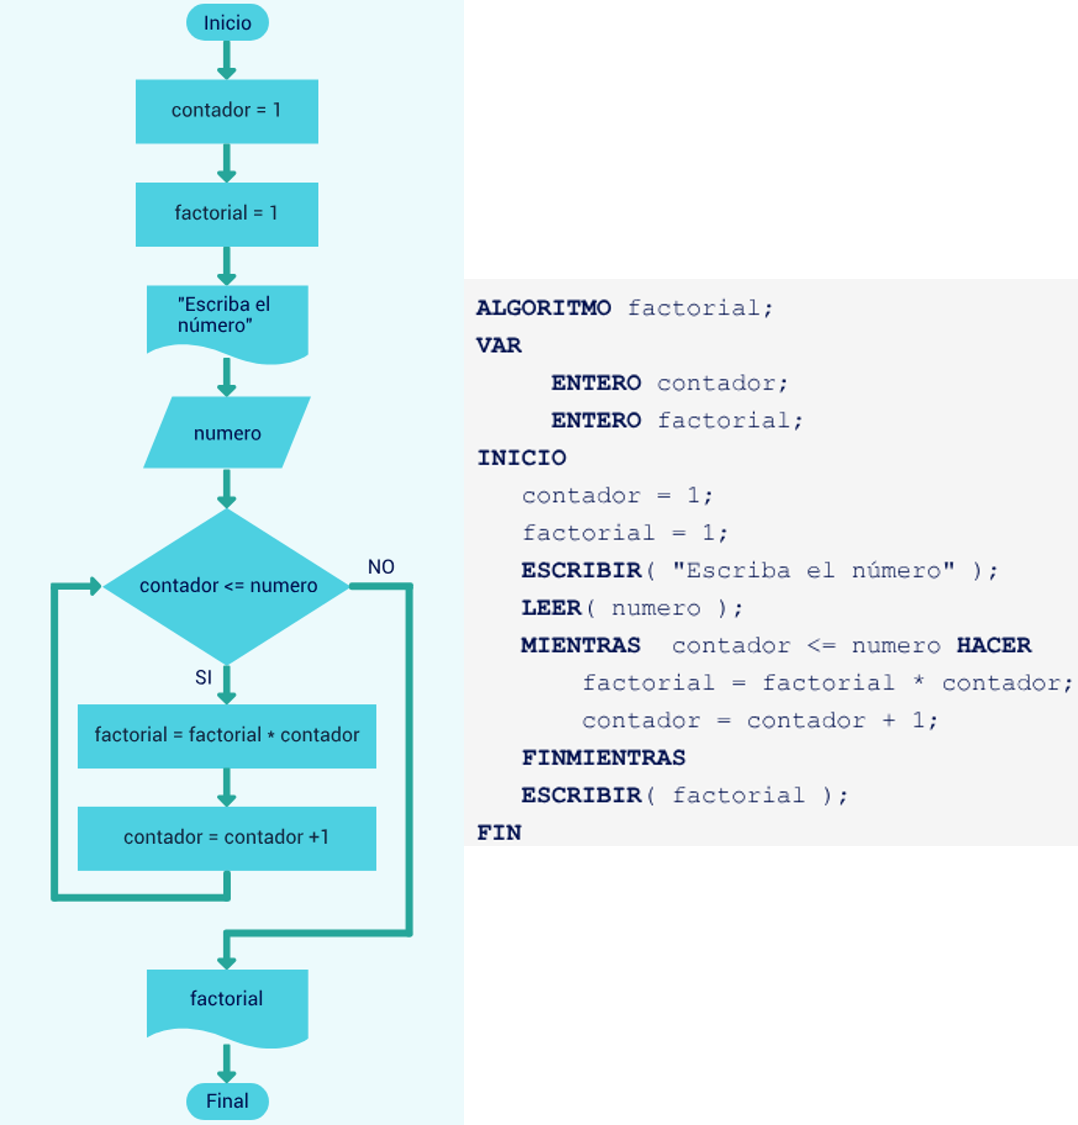 Inicio
contador = 1
factorial = 1
"Escriba el
número"
numero
contador <= numero
NO
SI
factorial = factorial * contador
contador = contador +1
factorial
Final
ALGORITMO factorial;
VAR
ENTERO contador;
ENTERO factorial;
INICIO
contador = 1;
factorial = 1;
ESCRIBIR( "Escriba el número" );
LEER( numero );
MIENTRAS contador <= numero HACER
factorial = factorial * contador;
contador = contador + 1;
FINMIENTRAS
ESCRIBIR( factorial );
FIN